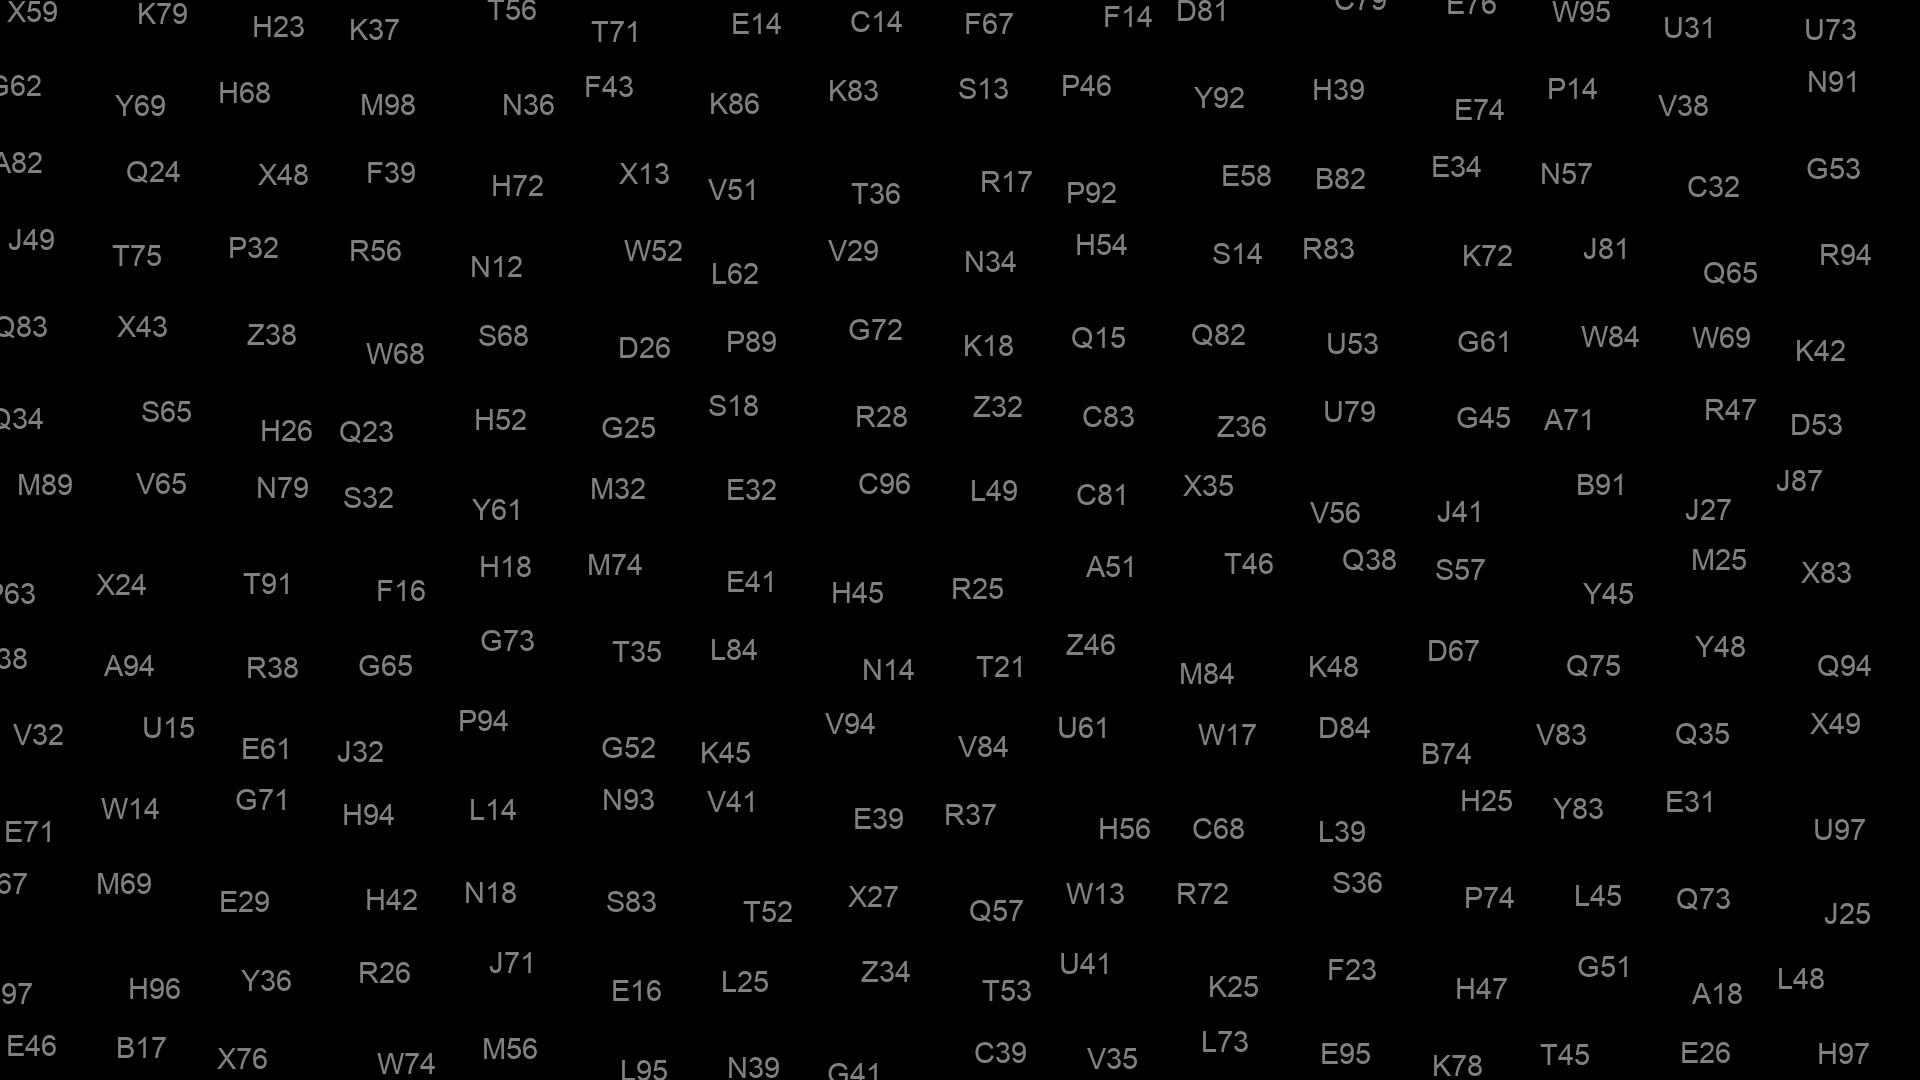 X59 K79 H23 K37 T56 T71 E14 C14 F67 F14 D81 C79 E76 W95 U31 U73
G62 Y69 H68 M98 N36 F43 K86 K83 S13 P46 Y92 H39 E74 P14 V38 N91
A82 Q24 X48 F39 H72 X13 V51 T36 R17 P92 E58 B82 E34 N57 C32 G53
J49 T75 P32 R56 N12 W52 L62 V29 N34 H54 S14 R83 K72 J81 Q65 R94
Q83 X43 Z38 W68 S68 D26 P89 G72 K18 Q15 Q82 U53 G61 W84 W69 K42
Q34 S65 H26 Q23 H52 G25 S18 R28 Z32 C83 Z36 U79 G45 A71 R47 D53
M89 V65 N79 S32 Y61 M32 E32 C96 L49 C81 X35 V56 J41 B91 J27 J87
X24 T91 F16 H18 M74 E41 H45 R25 A51 T46 Q38 S57 Y45 M25 X83
38 A94 R38 G65 G73 T35 L84 N14 T21 Z46 M84 K48 D67 Q75 Y48 Q94
V32 U15 E61 J32 P94 G52 K45 V94 V84 U61 W17 D84 B74 V83 Q35 X49
E71 W14 G71 H94 L14 N93 V41 E39 R37 H56 C68 L39 H25 Y83 E31 U97
67 M69 E29 H42 N18 S83 T52 X27 Q57 W13 R72 S36 P74 L45 Q73 J25
97 H96 Y36 R26 J71 E16 L25 Z34 T53 U41 K25 F23 H47 G51 A18 L48
E46 B17 X76 W74 M56 L95 N39 G41 C39 V35 L73 E95 K78 T45 E26 H97